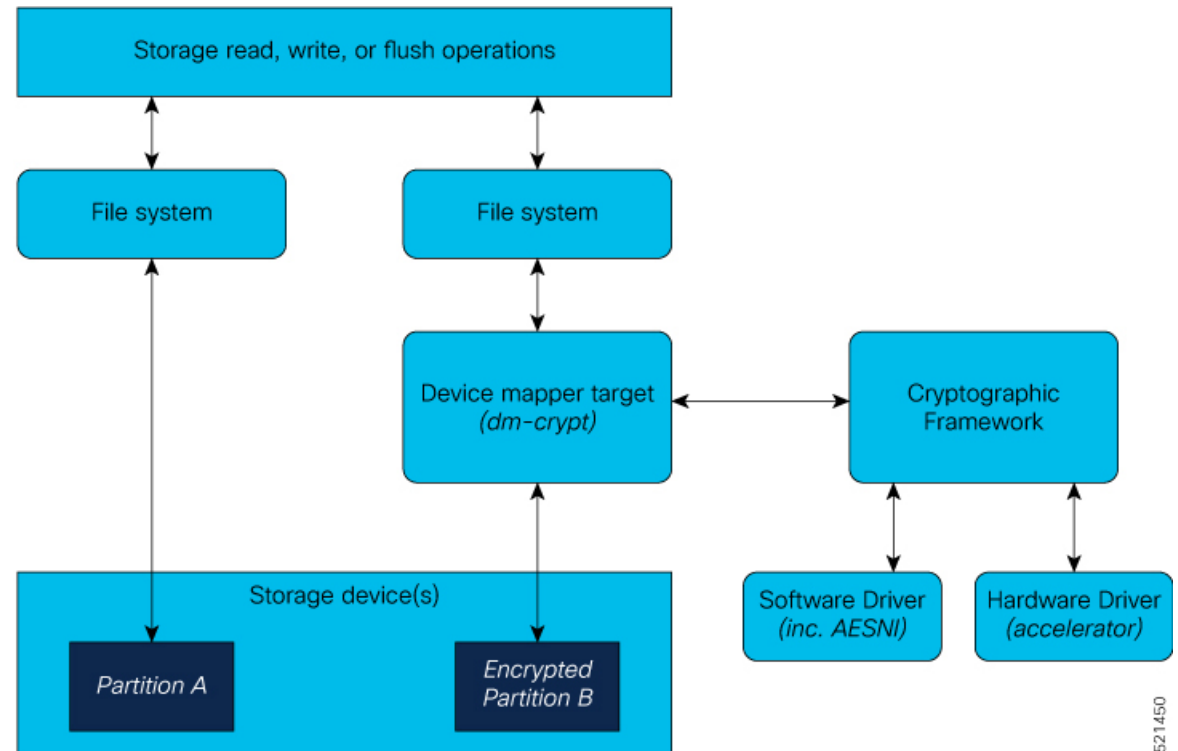 Storage read, write, or flush operations
File system
File system
Device mapper target
(dm-crypt)
Cryptographic
Framework
Storage device(s)
Software Driver
(inc. AESNI)
Hardware Driver
(accelerator)
Partition A
Encrypted
Partition B
521450